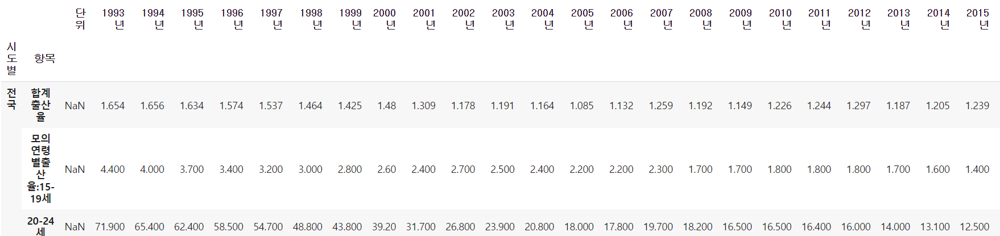 단위 1993년 1994년 1995년 1996년 1997년 1998년 1999년 2000년 2001년 2002년 2003년 2004년 2005년 2006년 2007년 2008년 2009년 2010년 2011년 2012년 2013년 2014년 2015년
시도별 항목
전국 합계출산율 NaN 1.654 1.656 1.634 1.574 1.537 1.464 1.425 1.48 1.309 1.178 1.191 1.164 1.085 1.132 1.259 1.192 1.149 1.226 1.244 1.297 1.187 1.205 1.239
모의연령별출산율:15-19세 NaN 4.400 4.000 3.700 3.400 3.200 3.000 2.800 2.60 2.400 2.700 2.500 2.400 2.200 2.200 2.300 1.700 1.700 1.800 1.800 1.800 1.700 1.600 1.400
20-24세 NaN 71.900 65.400 62.400 58.500 54.700 48.800 43.800 39.20 31.700 26.800 23.900 20.800 18.000 17.800 19.700 18.200 16.500 16.500 16.400 16.000 14.000 13.100 12.500